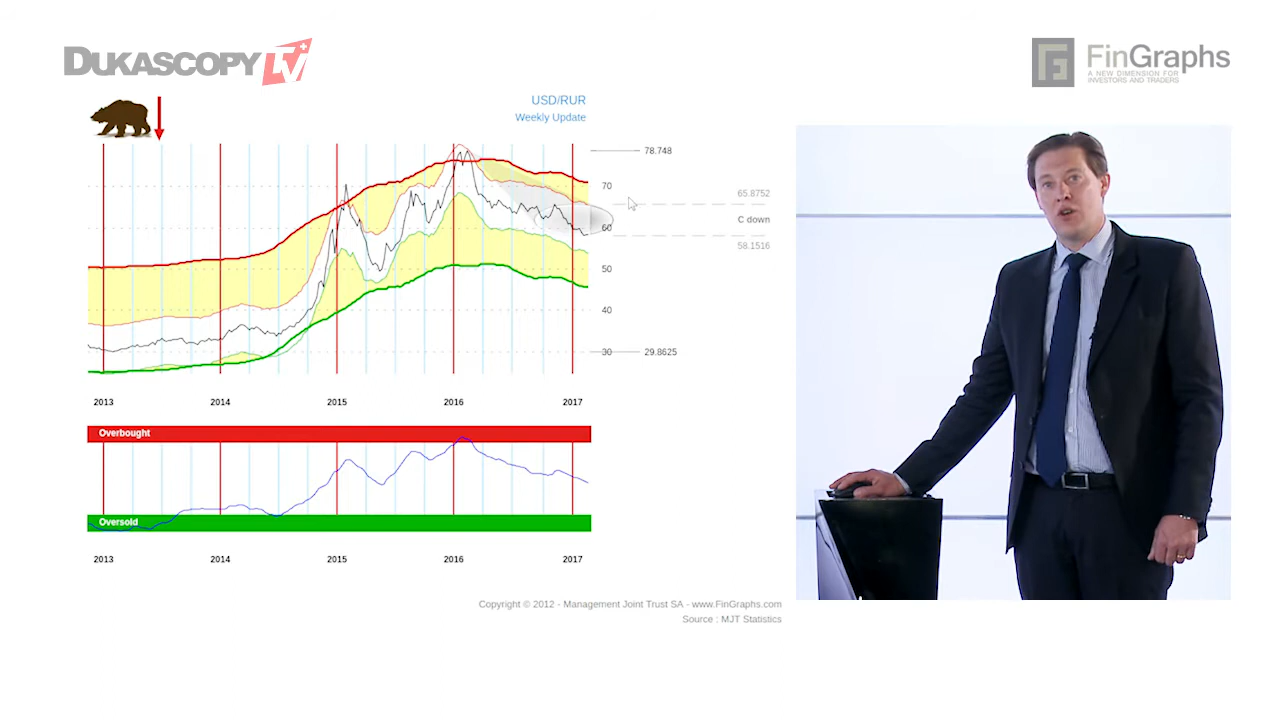 DUKASCOPY TV+
FinGraphs
A NEW DIMENSION FOR
INVESTORS AND TRADERS
USD/RUR
Weekly Update
78.748
70
65.8752
C down
60
58.1516
50
40
30
29.8625
2013
2014
2015
2016
2017
Overbought
Oversold
2013
2014
2015
2016
2017
Copyright © 2012 - Management Joint Trust SA - www.FinGraphs.com
Source : MJT Statistics